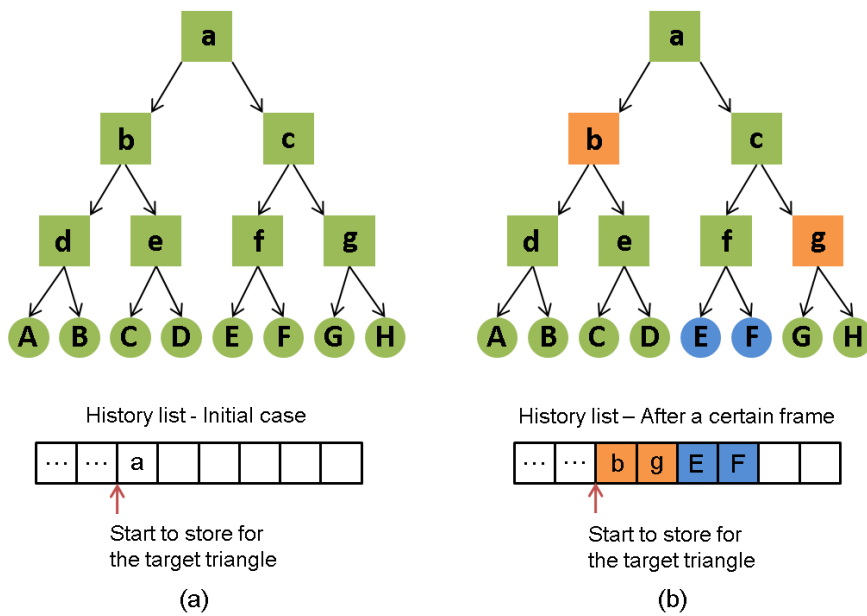 a
b c
d e f g
A B C D E F G H
History list - Initial case
... ... a
Start to store for
the target triangle
(a)
a
b c
d e f g
A B C D E F G H
History list – After a certain frame
... ... b g E F
Start to store for
the target triangle
(b)